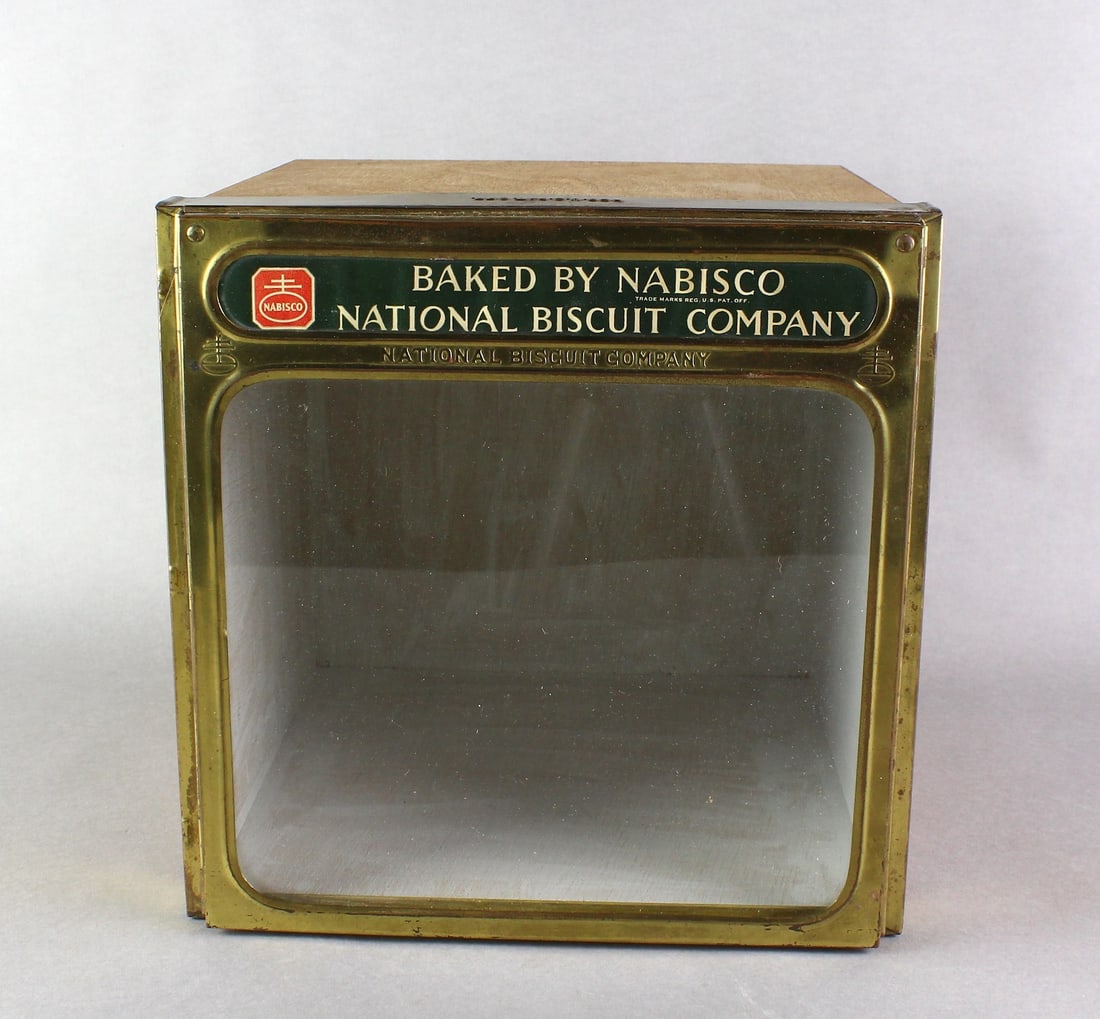 BAKED BY NABISCO
TRADE MARKS REG. U.S. PAT. OFF.
NABISCO
NATIONAL BISCUIT COMPANY
NATIONAL BISCUIT COMPANY